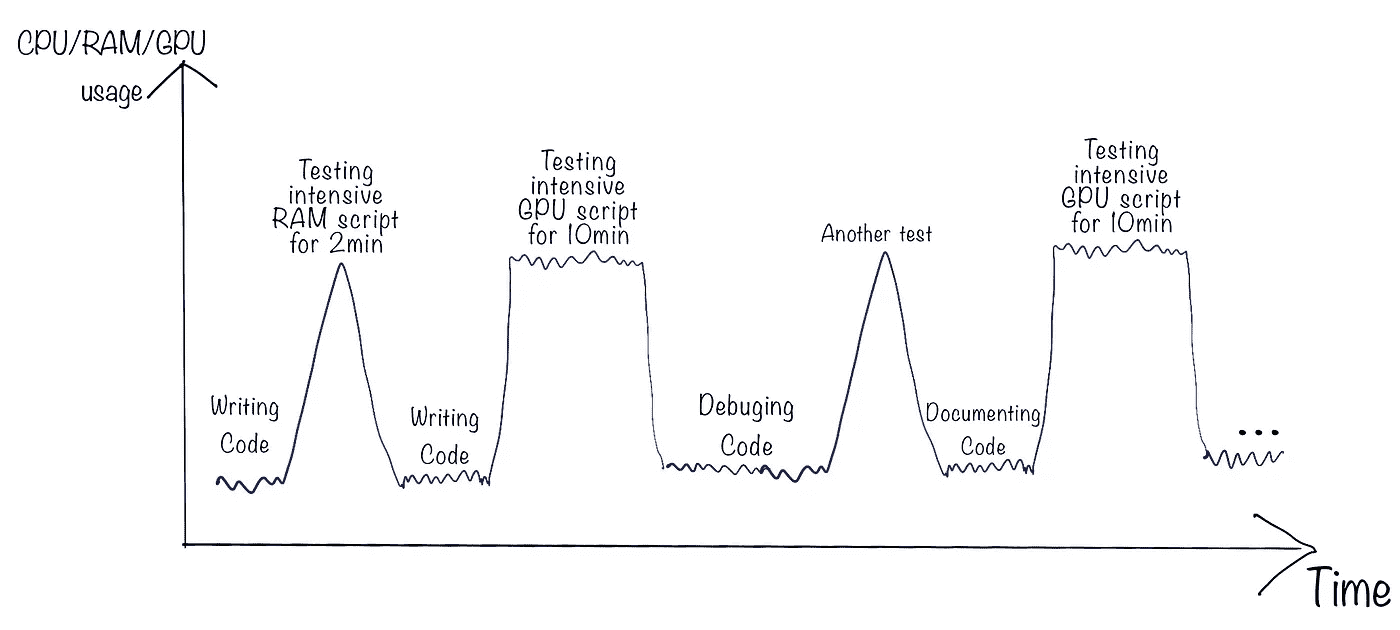 CPU/RAM/GPU
usage
Testing
intensive
RAM script
for 2min
Testing
intensive
GPU script
for 10min
Another test
Testing
intensive
GPU script
for 10min
Writing
Code
Writing
Code
Debuging
Code
Documenting
Code
...
Time